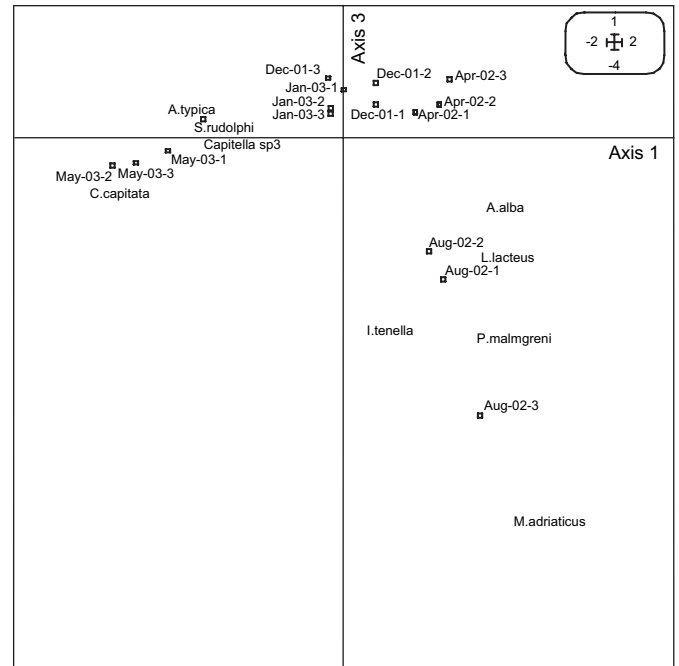 Axis 3
1
-2 2
-4
Dec-01-3
Dec-01-2
Apr-02-3
Jan-03-1
Jan-03-2
Jan-03-3
Dec-01-1
Apr-02-2
Apr-02-1
A.typica
S.rudolphi
Capitella sp3
Axis 1
May-03-1
May-03-3
May-03-2
C.capitata
A.alba
Aug-02-2
L.lacteus
Aug-02-1
I.tenella
P.malmgreni
Aug-02-3
M.adriaticus